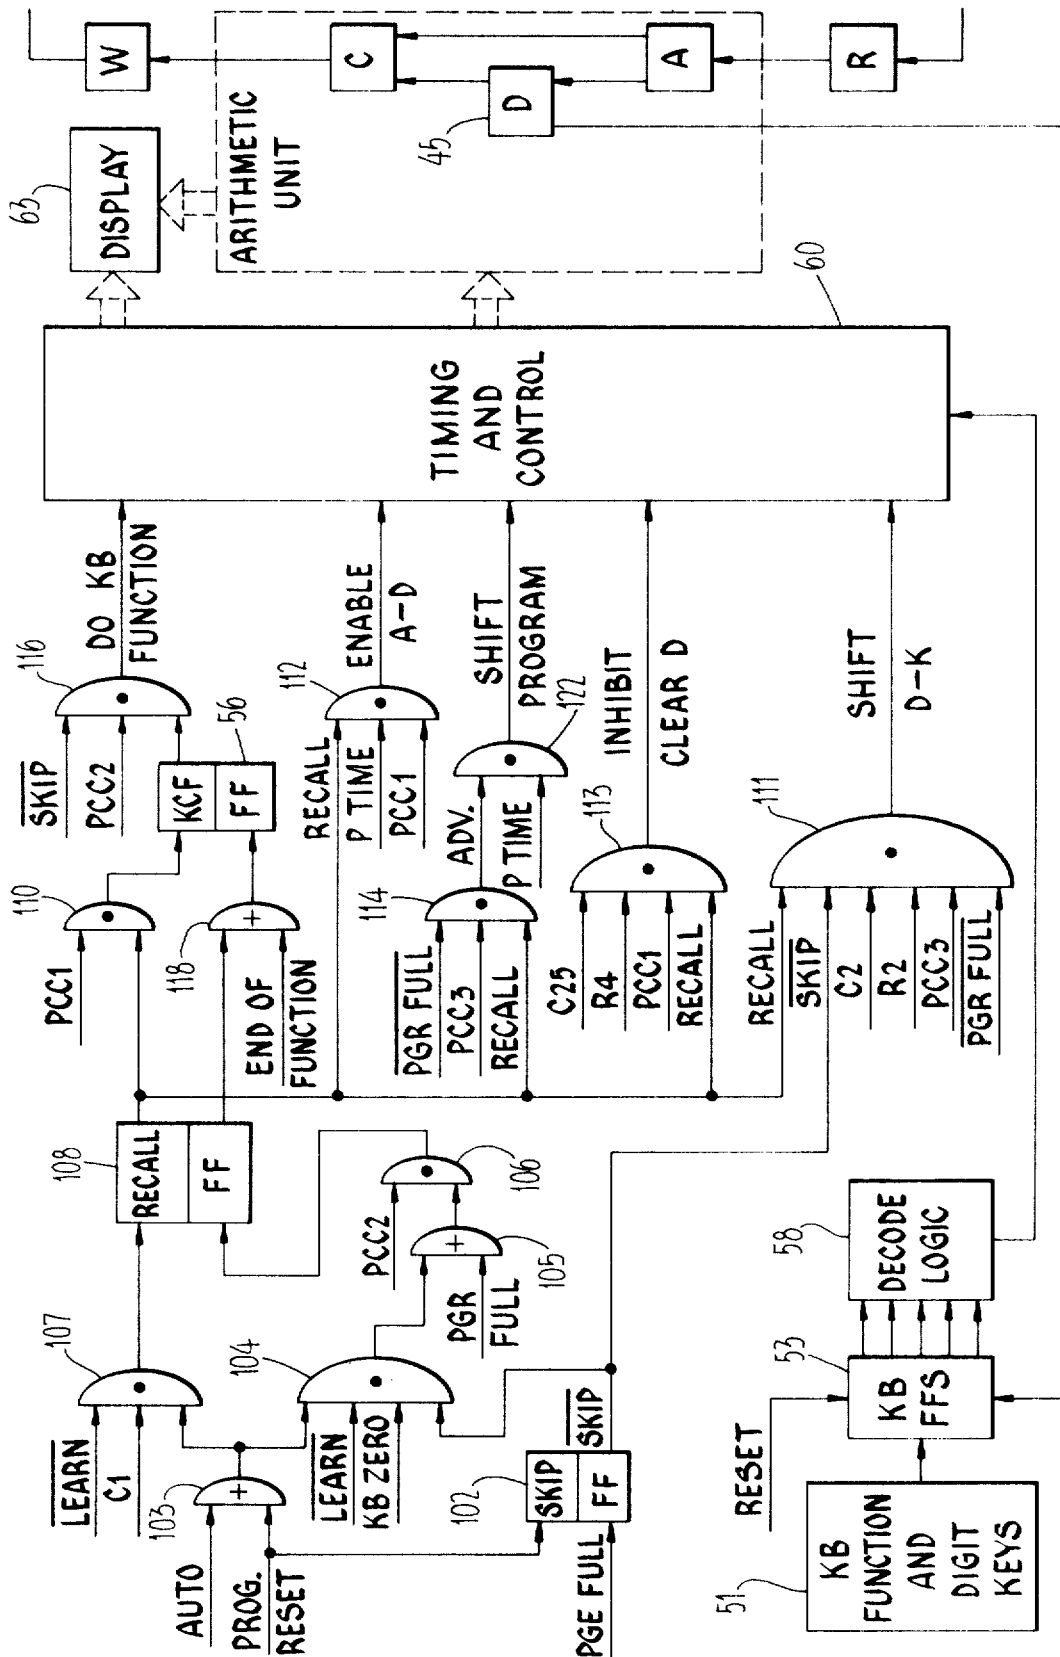 AUTO
PROG.
RESET
PGE FULL
LEARN
C1
103
LEARN
KB ZERO
102
SKIP
FF
SKIP
107
104
PGR
FULL
105
PCC2
106
108
RECALL
FF
PCC1
110
118
END OF
FUNCTION
SKIP
PCC2
KCF
FF
56
116
DO KB
FUNCTION
RECALL
P TIME
PCC1
112
ENABLE
A-D
PGR FULL
PCC3
RECALL
114
ADV.
P TIME
122
SHIFT
PROGRAM
C25
R4
PCC1
RECALL
113
INHIBIT
CLEAR D
RECALL
SKIP
C2
R2
PCC3
PGR FULL
111
SHIFT
D-K
51
KB
FUNCTION
AND
DIGIT
KEYS
RESET
53
KB
FFS
58
DECODE
LOGIC
TIMING
AND
CONTROL
60
63
DISPLAY
ARITHMETIC
UNIT
45
D
W
C
A
R